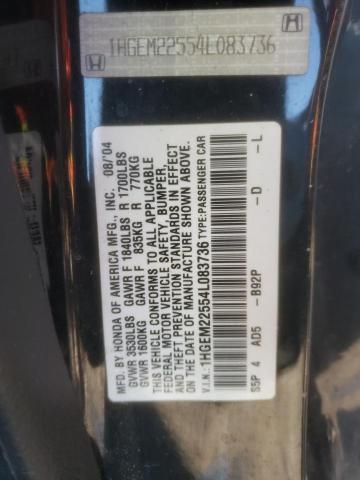 1HGEM22554L083736
MFD. BY HONDA OF AMERICA MFG., INC. 08/'04
GVWR 3530LBS GAWR F 1840LBS R 1700LBS
GVWR 1600KG GAWR F 835KG R 770KG
THIS VEHICLE CONFORMS TO ALL APPLICABLE
FEDERAL MOTOR VEHICLE SAFETY, BUMPER,
AND THEFT PREVENTION STANDARDS IN EFFECT
ON THE DATE OF MANUFACTURE SHOWN ABOVE.
V.I.N.: 1HGEM22554L083736 TYPE:PASSENGER CAR
S5P 4 AD5 -B92P -D -L